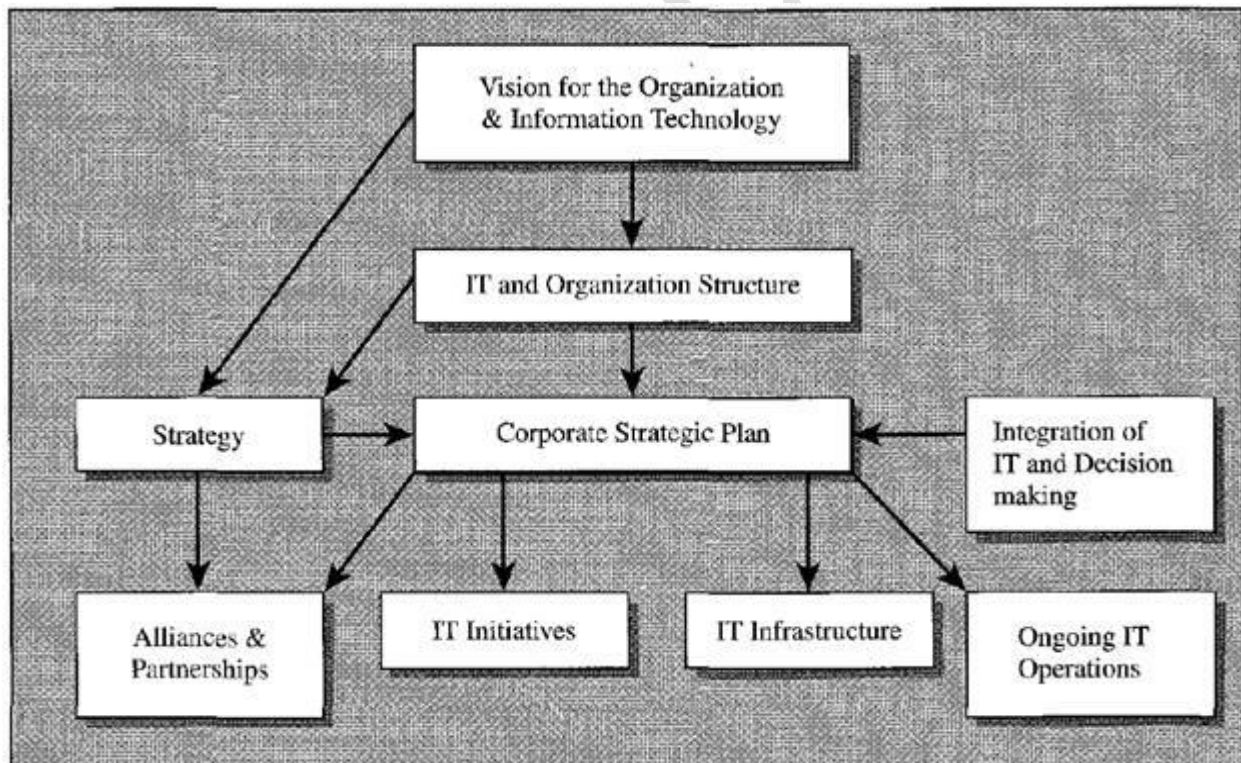 Vision for the Organization
& Information Technology
IT and Organization Structure
Strategy
Corporate Strategic Plan
Integration of
IT and Decision
making
Alliances &
Partnerships
IT Initiatives
IT Infrastructure
Ongoing IT
Operations